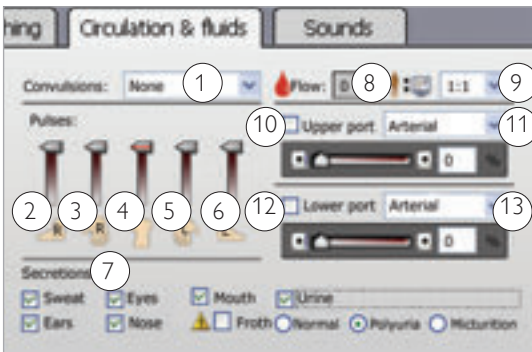 hing Circulation & fluids Sounds
Convulsions: None 1 Flow: 0 8 1:1 9
Pulses:
10 Upper port Arterial 11
0 %
2 3 4 5 6
R R L L
12 Lower port Arterial 13
0 %
Secretions 7
Sweat Eyes Mouth Urine
Ears Nose Froth Normal Polyuria Micturition